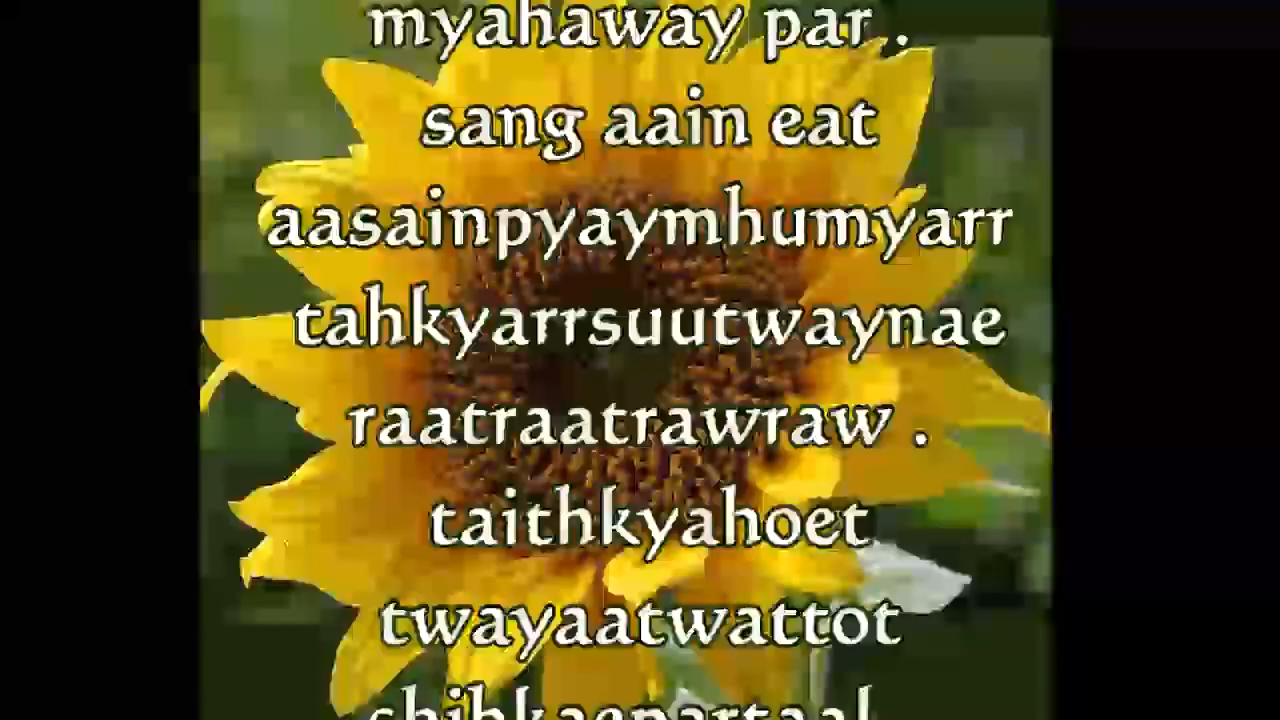 myahaway par .
sang aain eat
aasainpyaymhumyarr
tahkyarrsuutwaynae
raatraatrawraw .
taithkyahoet
twayaatwattot